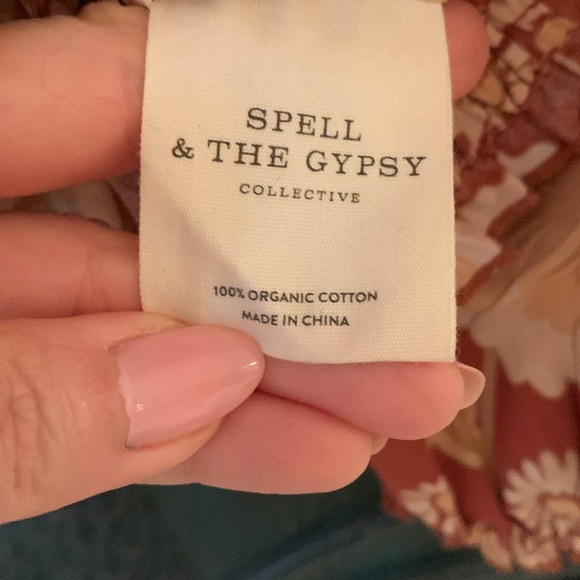 SPELL
& THE GYPSY
COLLECTIVE
100% ORGANIC COTTON
MADE IN CHINA